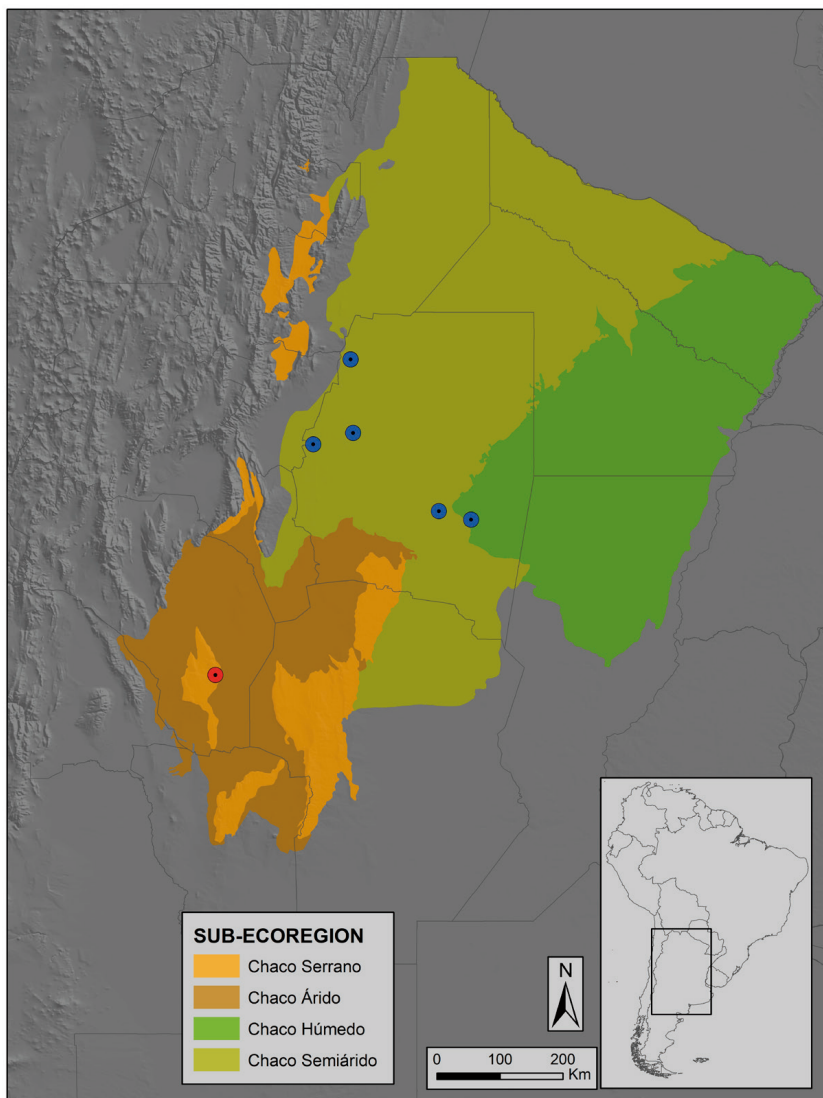 SUB-ECOREGION
Chaco Serrano
Chaco Árido
Chaco Húmedo
Chaco Semiárido
N
0 100 200
Km